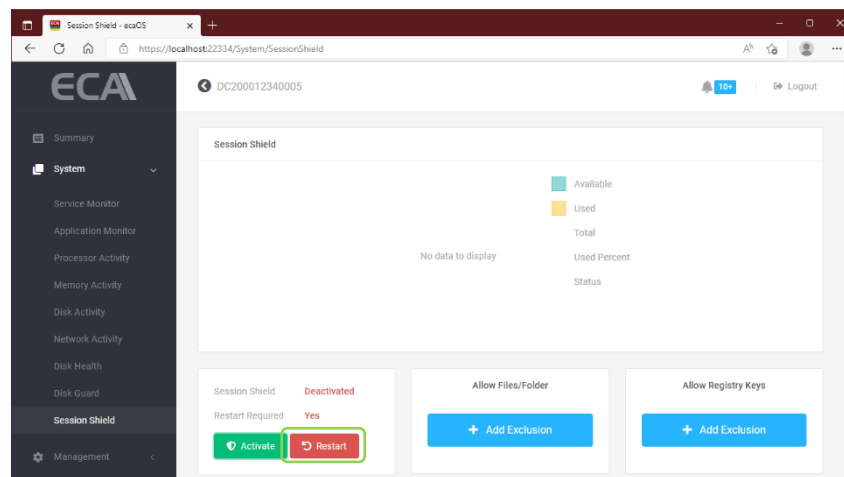 Session Shield - ecaOS
https://localhost:22334/System/SessionShield
ECA
DC200012340005
10+
Logout
Summary
System
Service Monitor
Application Monitor
Processor Activity
Memory Activity
Disk Activity
Network Activity
Disk Health
Disk Guard
Session Shield
Management
Session Shield
Available
Used
Total
No data to display
Used Percent
Status
Session Shield Deactivated
Restart Required Yes
Activate Restart
Allow Files/Folder
+ Add Exclusion
Allow Registry Keys
+ Add Exclusion